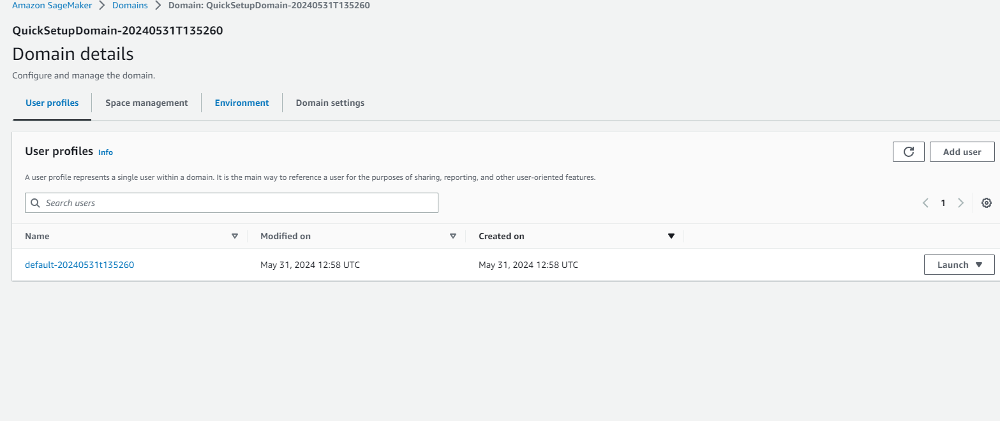 Amazon SageMaker > Domains > Domain: QuickSetupDomain-20240531T135260
QuickSetupDomain-20240531T135260
Domain details
Configure and manage the domain.
User profiles Space management Environment Domain settings
User profiles Info
Add user
A user profile represents a single user within a domain. It is the main way to reference a user for the purposes of sharing, reporting, and other user-oriented features.
Search users
1
Name Modified on Created on
default-20240531t135260 May 31, 2024 12:58 UTC May 31, 2024 12:58 UTC Launch